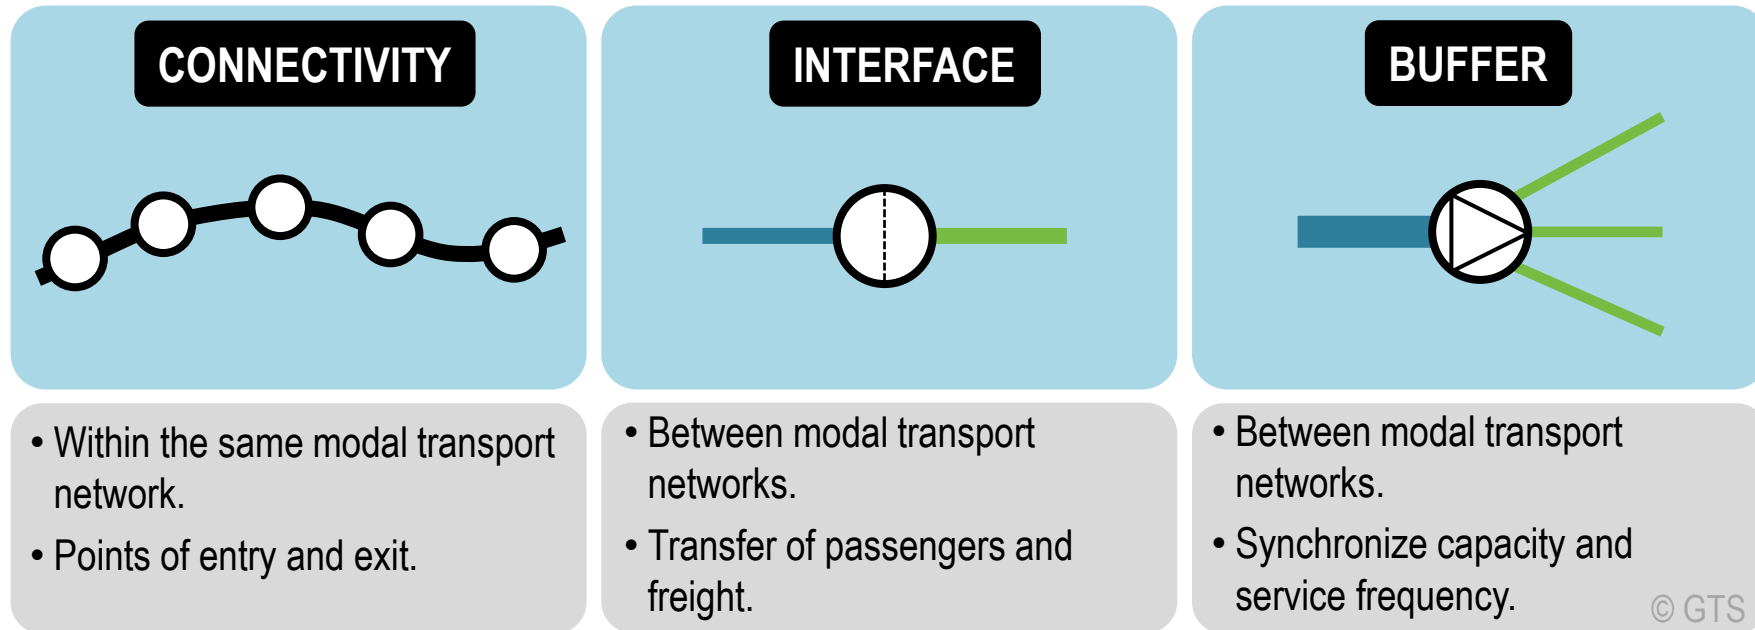 CONNECTIVITY
• Within the same modal transport
network.
• Points of entry and exit.
INTERFACE
• Between modal transport
networks.
• Transfer of passengers and
freight.
BUFFER
• Between modal transport
networks.
• Synchronize capacity and
service frequency.
© GTS